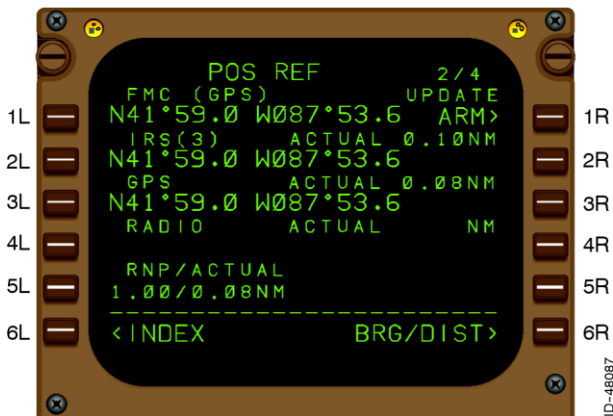 POS REF 2/4
FMC (GPS) UPDATE
1L N41°59.0 W087°53.6 ARM> 1R
IRS(3) ACTUAL 0.10NM
2L N41°59.0 W087°53.6 2R
GPS ACTUAL 0.08NM
3L N41°59.0 W087°53.6 3R
RADIO ACTUAL NM
4L 4R
RNP/ACTUAL
5L 1.00/0.08NM 5R
--------------------------
6L <INDEX BRG/DIST> 6R
ID-48087